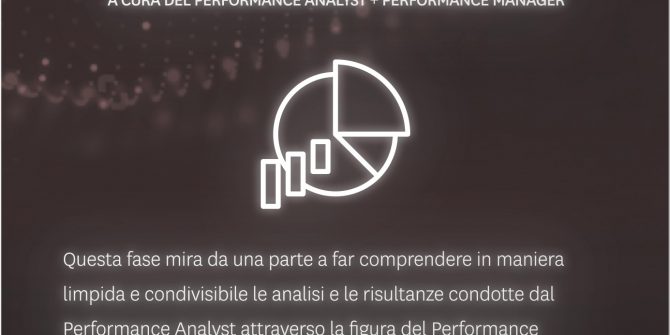 A CURA DEL PERFORMANCE ANALYST + PERFORMANCE MANAGER
Questa fase mira da una parte a far comprendere in maniera
limpida e condivisibile le analisi e le risultanze condotte dal
Performance Analyst attraverso la figura del Performance